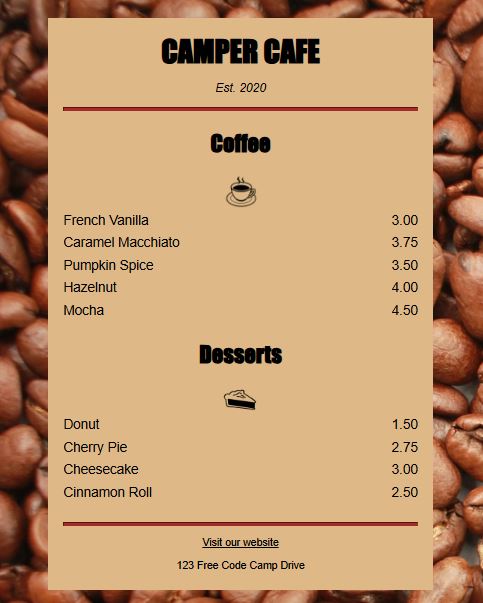 CAMPER CAFE
Est. 2020
Coffee
French Vanilla 3.00
Caramel Macchiato 3.75
Pumpkin Spice 3.50
Hazelnut 4.00
Mocha 4.50
Desserts
Donut 1.50
Cherry Pie 2.75
Cheesecake 3.00
Cinnamon Roll 2.50
Visit our website
123 Free Code Camp Drive